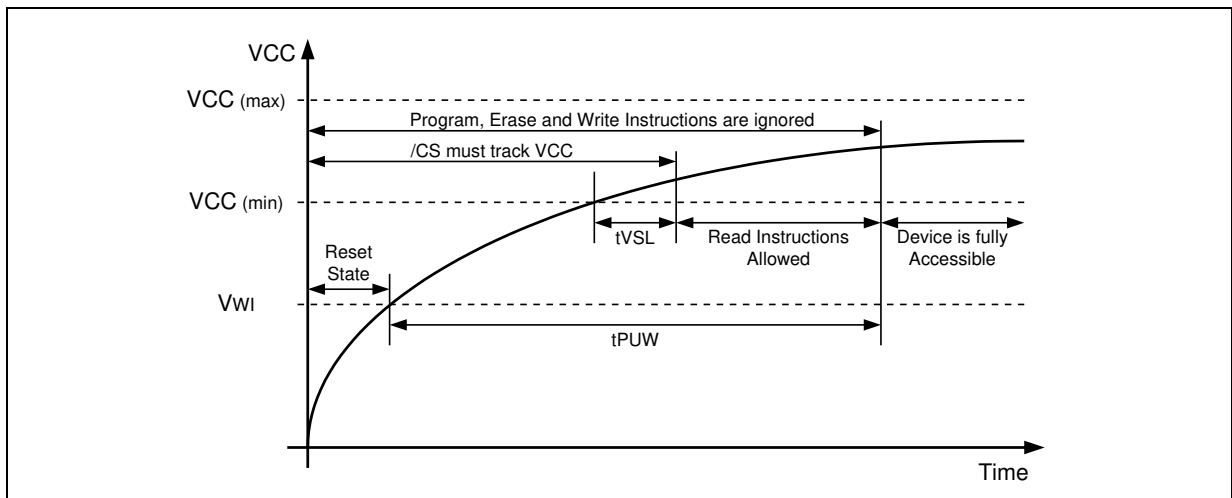 VCC
VCC (max)
Program, Erase and Write Instructions are ignored
/CS must track VCC
VCC (min)
tVSL
Read Instructions
Allowed
Device is fully
Accessible
Reset
State
VWI
tPUW
Time